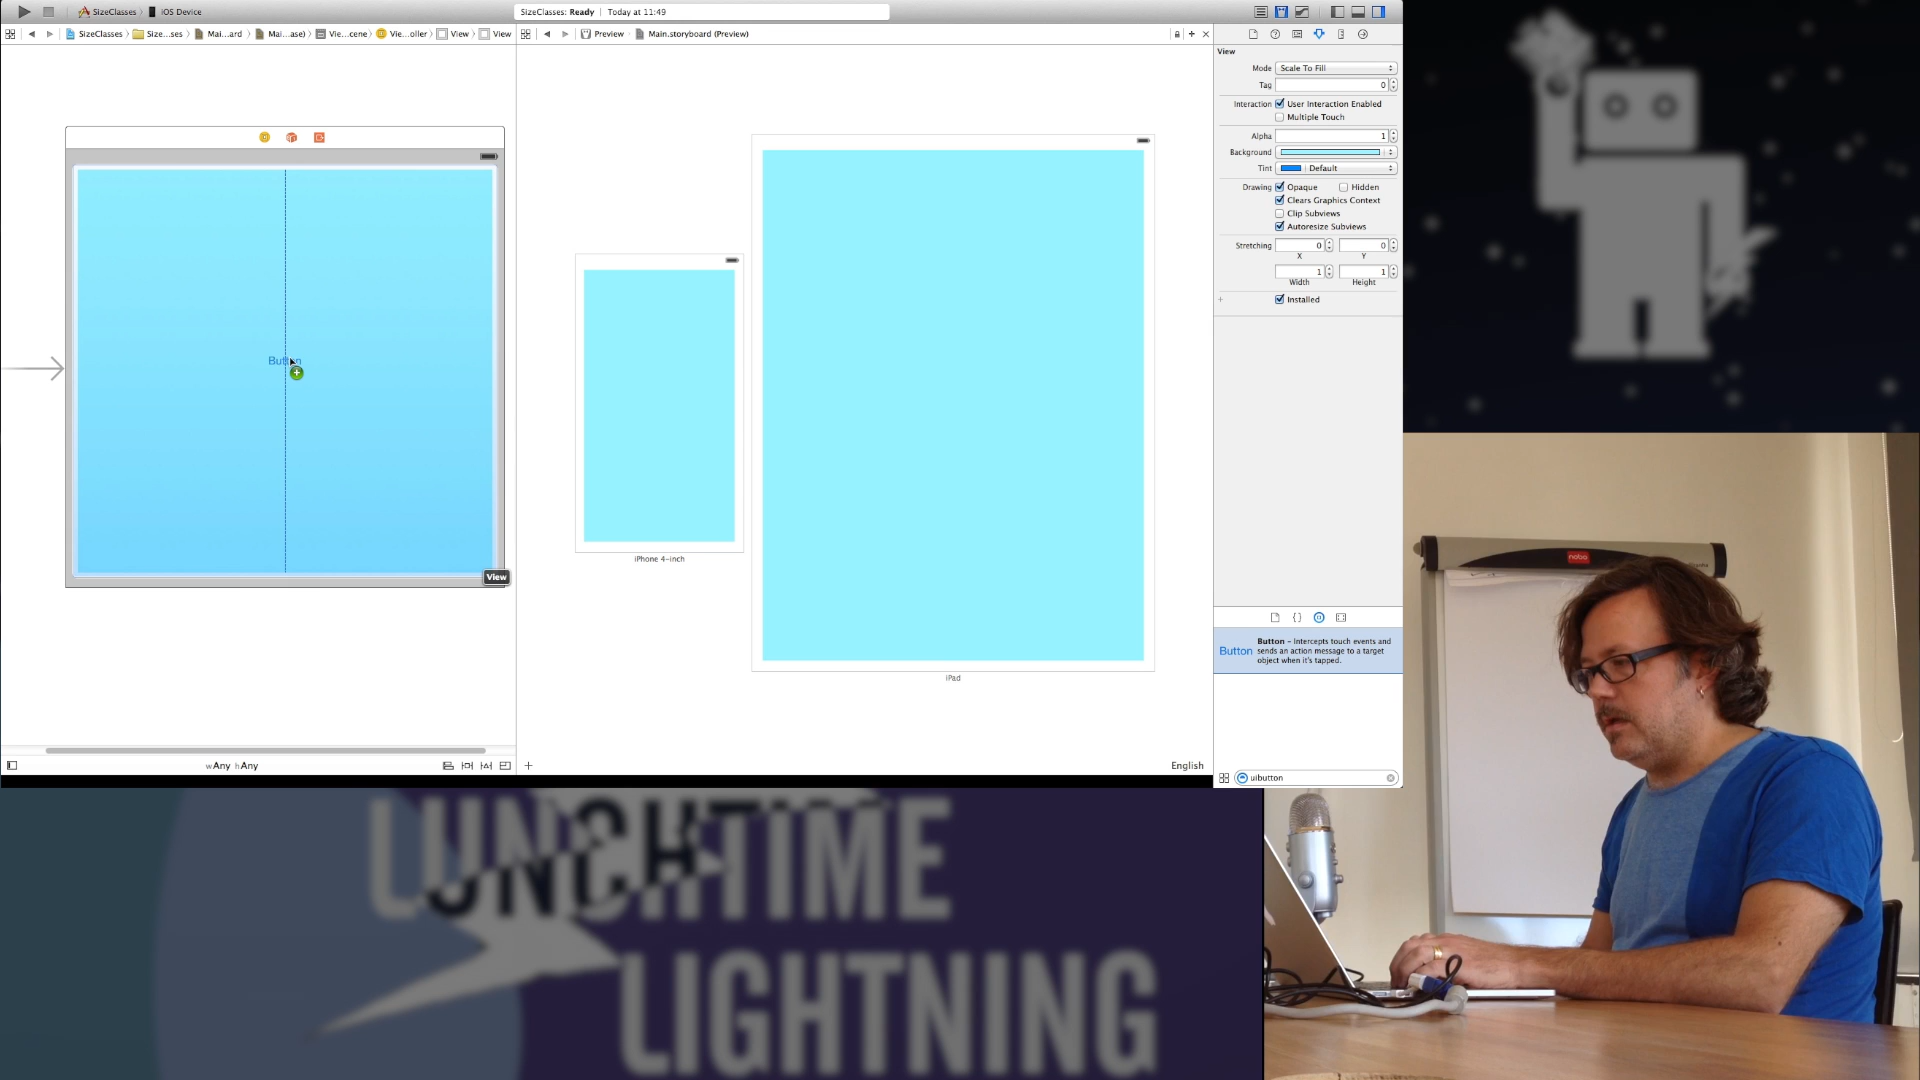 SizeClasses
iOS Device
SizeClasses: Ready | Today at 11:49
SizeClasses
Size...ses
Mai...ard
Mai...ase)
Vie...cene
Vie...oller
View
View
Preview
Main.storyboard (Preview)
View
Mode Scale To Fill
Tag 0
Interaction User Interaction Enabled
Multiple Touch
Alpha 1
Background
Tint Default
Drawing Opaque Hidden
Clears Graphics Context
Clip Subviews
Autoresize Subviews
Stretching 0 0
X Y
1 1
Width Height
+ Installed
Button
View
iPhone 4-inch
iPad
Button
Button – Intercepts touch events and
sends an action message to a target
object when it's tapped.
wAny hAny
English
uibutton
nobo
LUNCHTIME
LIGHTNING